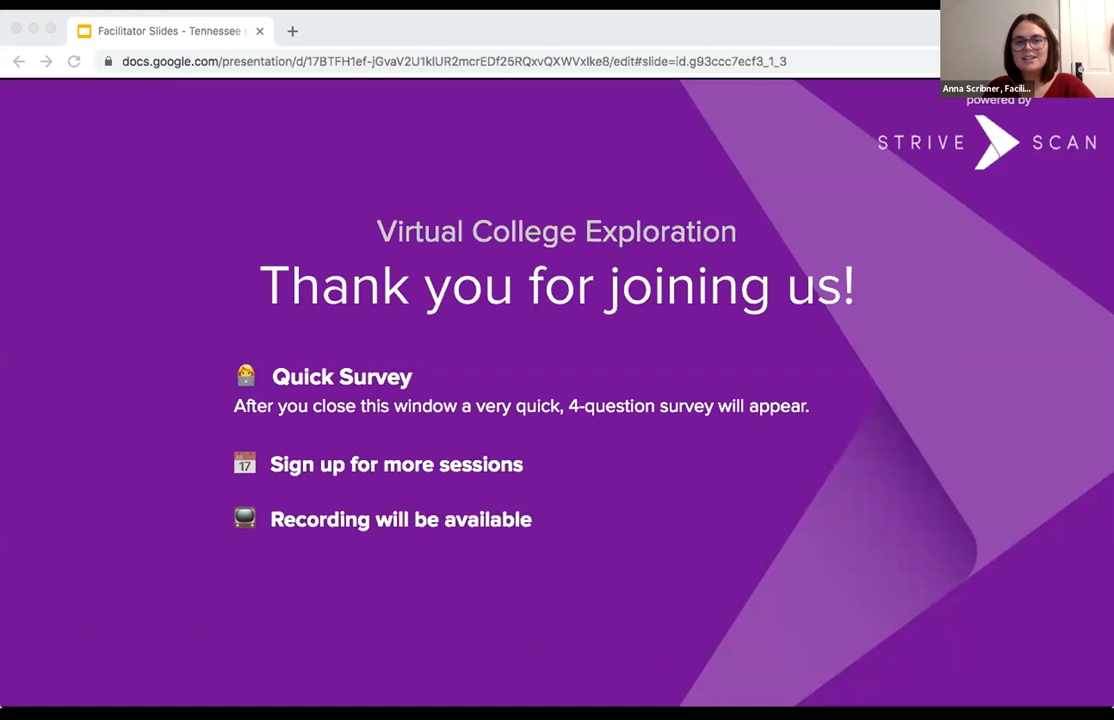 Facilitator Slides - Tennessee
docs.google.com/presentation/d/17BTFH1ef-jGvaV2U1klUR2mcrEDf25RQxvQXWVxlke8/edit#slide=id.g93ccc7ecf3_1_3
Anna Scribner, Facili...
powered by
STRIVE SCAN
Virtual College Exploration
Thank you for joining us!
Quick Survey
After you close this window a very quick, 4-question survey will appear.
17 Sign up for more sessions
Recording will be available